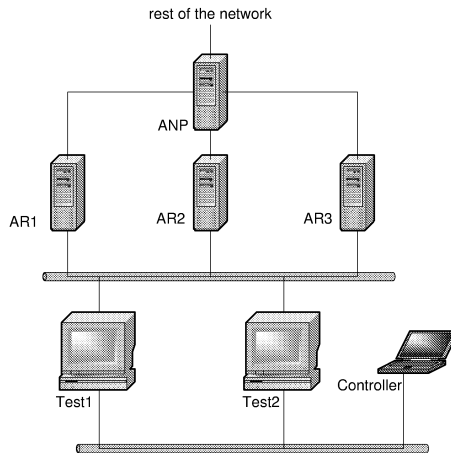 rest of the network
ANP
AR1
AR2
AR3
Test1
Test2
Controller